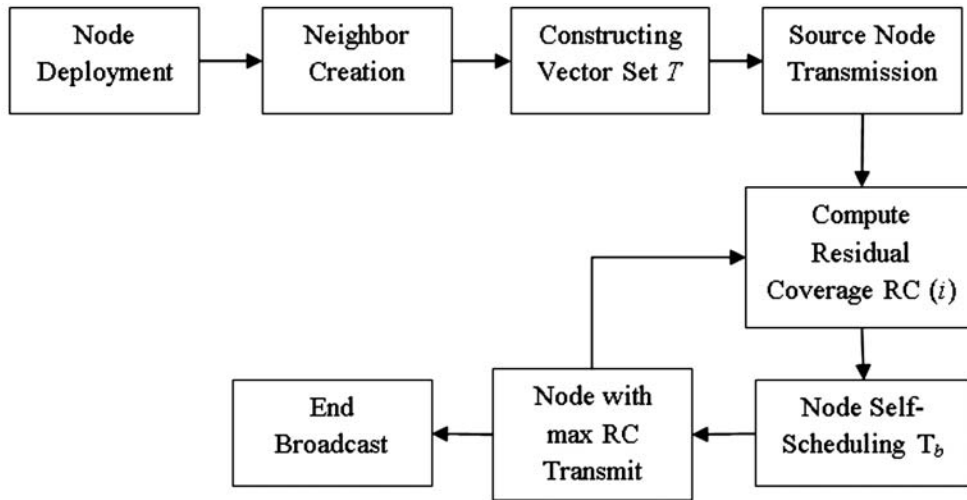 Node
Deployment
Neighbor
Creation
Constructing
Vector Set T
Source Node
Transmission
Compute
Residual
Coverage RC (i)
Node Self-
Scheduling T_b
Node with
max RC
Transmit
End
Broadcast